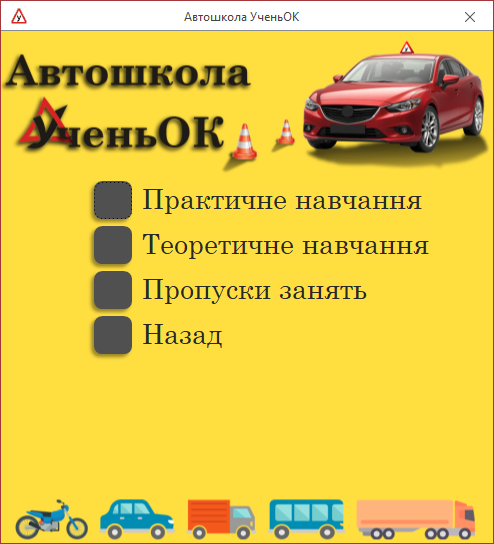 Автошкола УченьОК
Автошкола
УченьОК
Практичне навчання
Теоретичне навчання
Пропуски занять
Назад